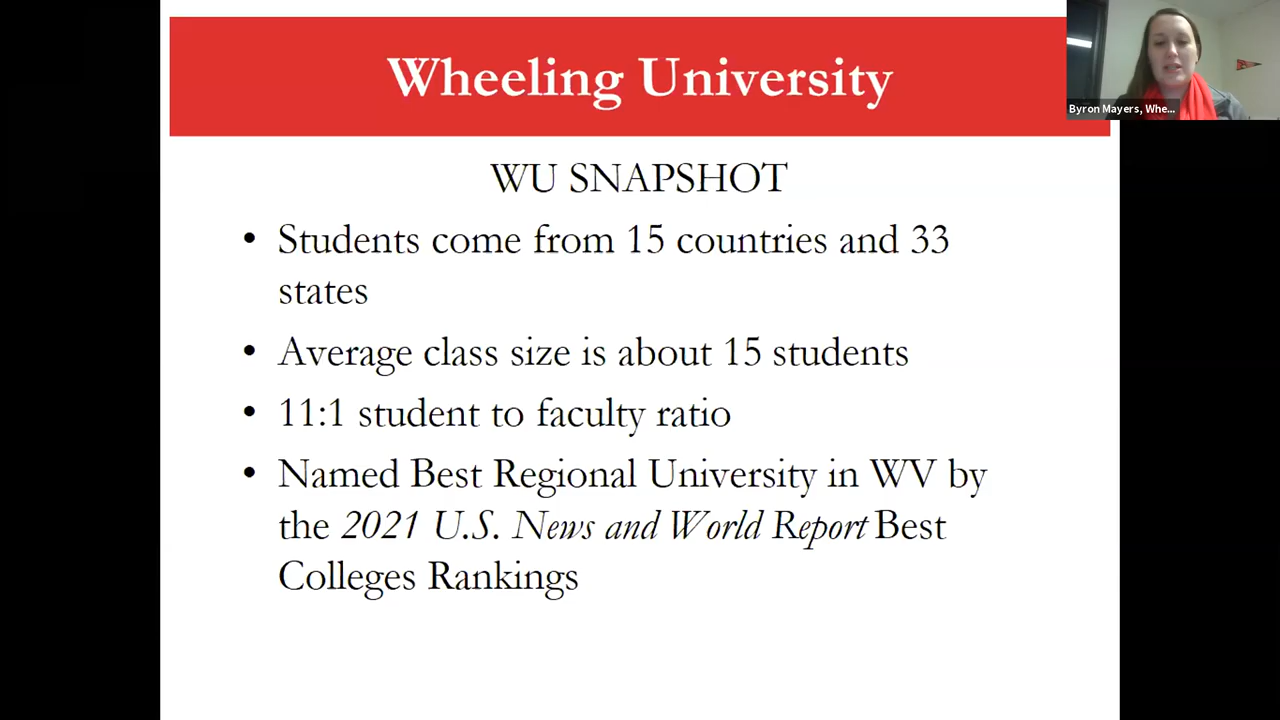 Wheeling University
Byron Mayers, Whe...
WU SNAPSHOT
• Students come from 15 countries and 33
states
• Average class size is about 15 students
• 11:1 student to faculty ratio
• Named Best Regional University in WV by
the 2021 U.S. News and World Report Best
Colleges Rankings